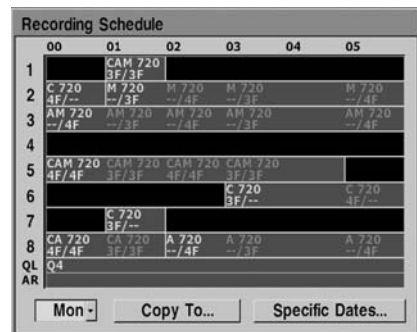 Recording Schedule
00 01 02 03 04 05
1 CAM 720
3F/3F
2 C 720 M 720 M 720 M 720 M 720
4F/-- --/3F --/4F --/3F --/4F
3 AM 720 AM 720 AM 720 AM 720 AM 720
--/4F --/3F --/4F --/3F --/4F
4
5 CAM 720 CAM 720 CAM 720 CAM 720
4F/4F 3F/3F 4F/4F 3F/3F
6 C 720 C 720
3F/-- 4F/--
7 C 720
3F/--
8 CA 720 CA 720 A 720 A 720 A 720
4F/4F 3F/3F --/4F --/3F --/4F
QL Q4
AR
Mon Copy To... Specific Dates...